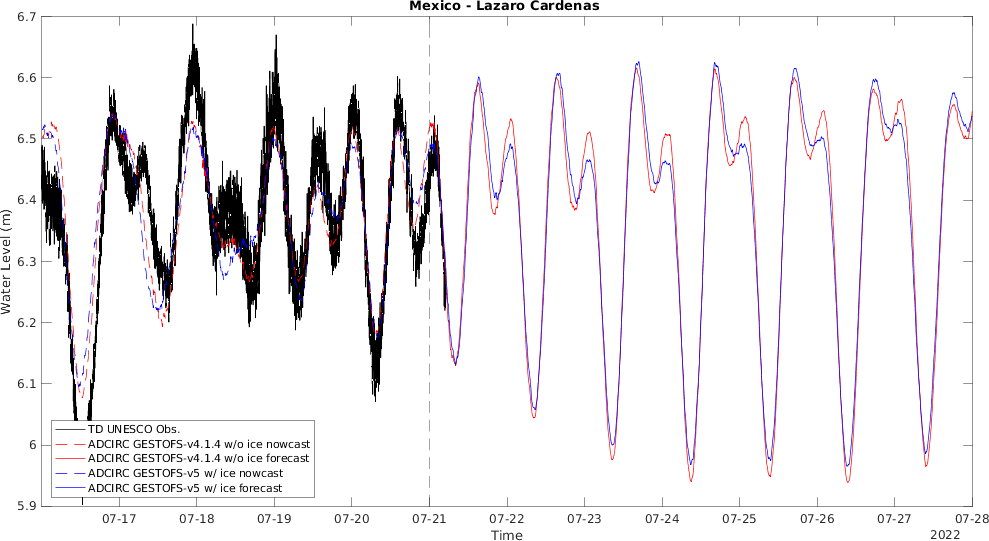 Mexico - Lazaro Cardenas
6.7
6.6
6.5
6.4
6.3
6.2
6.1
6
5.9
Water Level (m)
TD UNESCO Obs.
ADCIRC GESTOFS-v4.1.4 w/o ice nowcast
ADCIRC GESTOFS-v4.1.4 w/o ice forecast
ADCIRC GESTOFS-v5 w/ ice nowcast
ADCIRC GESTOFS-v5 w/ ice forecast
07-17 07-18 07-19 07-20 07-21 07-22 07-23 07-24 07-25 07-26 07-27 07-28
Time
2022